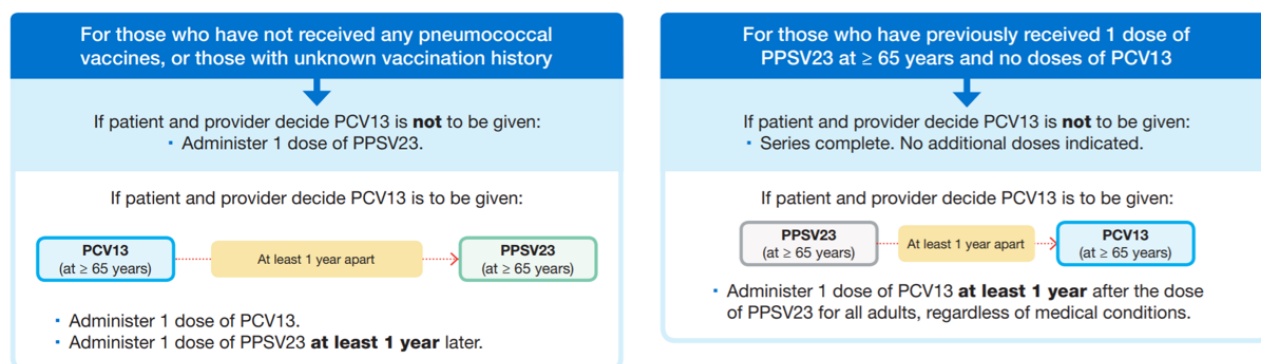 For those who have not received any pneumococcal
vaccines, or those with unknown vaccination history
If patient and provider decide PCV13 is not to be given:
• Administer 1 dose of PPSV23.
If patient and provider decide PCV13 is to be given:
PCV13
(at ≥ 65 years)
At least 1 year apart
PPSV23
(at ≥ 65 years)
• Administer 1 dose of PCV13.
• Administer 1 dose of PPSV23 at least 1 year later.
For those who have previously received 1 dose of
PPSV23 at ≥ 65 years and no doses of PCV13
If patient and provider decide PCV13 is not to be given:
• Series complete. No additional doses indicated.
If patient and provider decide PCV13 is to be given:
PPSV23
(at ≥ 65 years)
At least 1 year apart
PCV13
(at ≥ 65 years)
• Administer 1 dose of PCV13 at least 1 year after the dose
of PPSV23 for all adults, regardless of medical conditions.